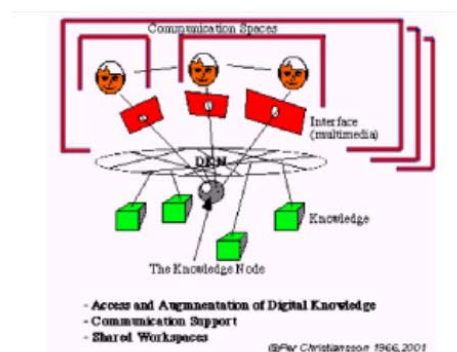 Communication Spaces
Interface
(multimedia)
DKN
Knowledge
The Knowledge Node
- Access and Augmnentation of Digital Knowledge
- Communication Support
- Shared Workspaces
@Per Christiansson 1966,2001